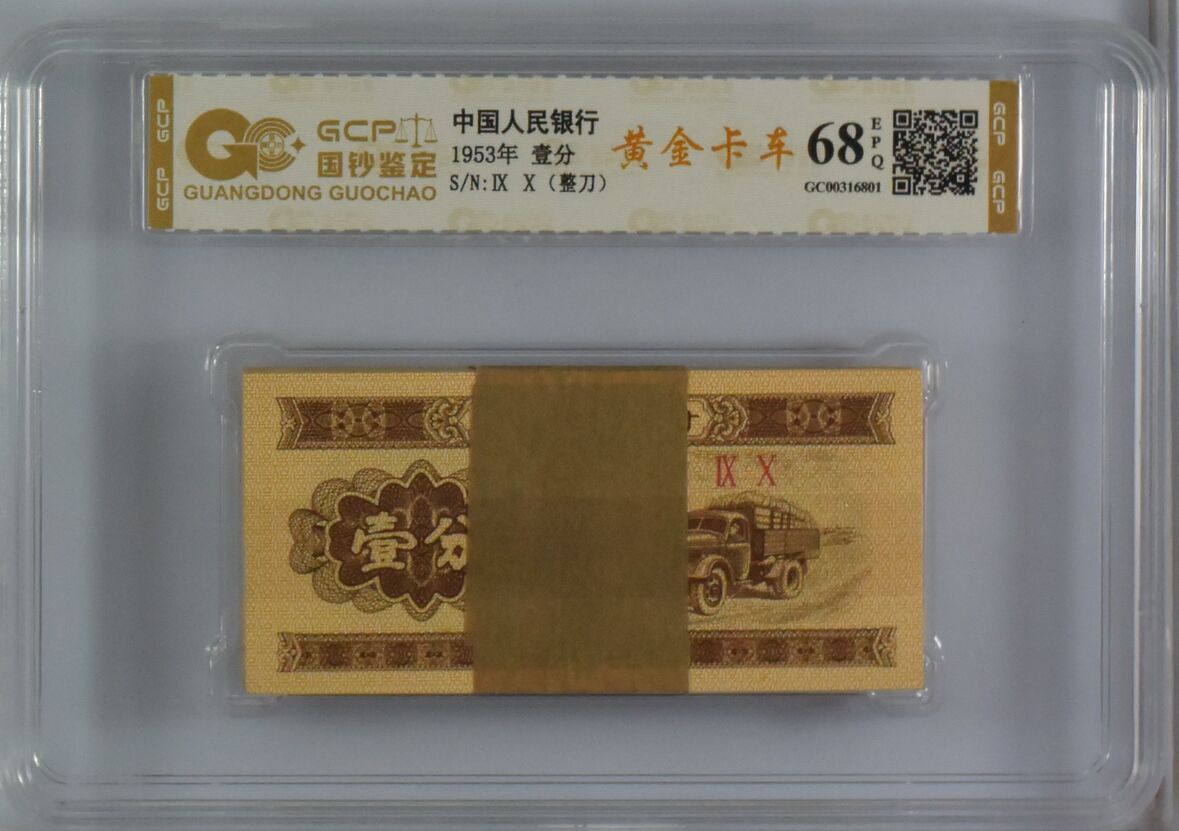 GCP GCP
GC
GCP
国钞鉴定
GUANGDONG GUOCHAO
中国人民银行
1953年 壹分
S/N:Ⅸ Ⅹ（整刀）
黄金卡车
68
EPQ
GC00316801
GCP GCP
Ⅸ Ⅹ
壹分